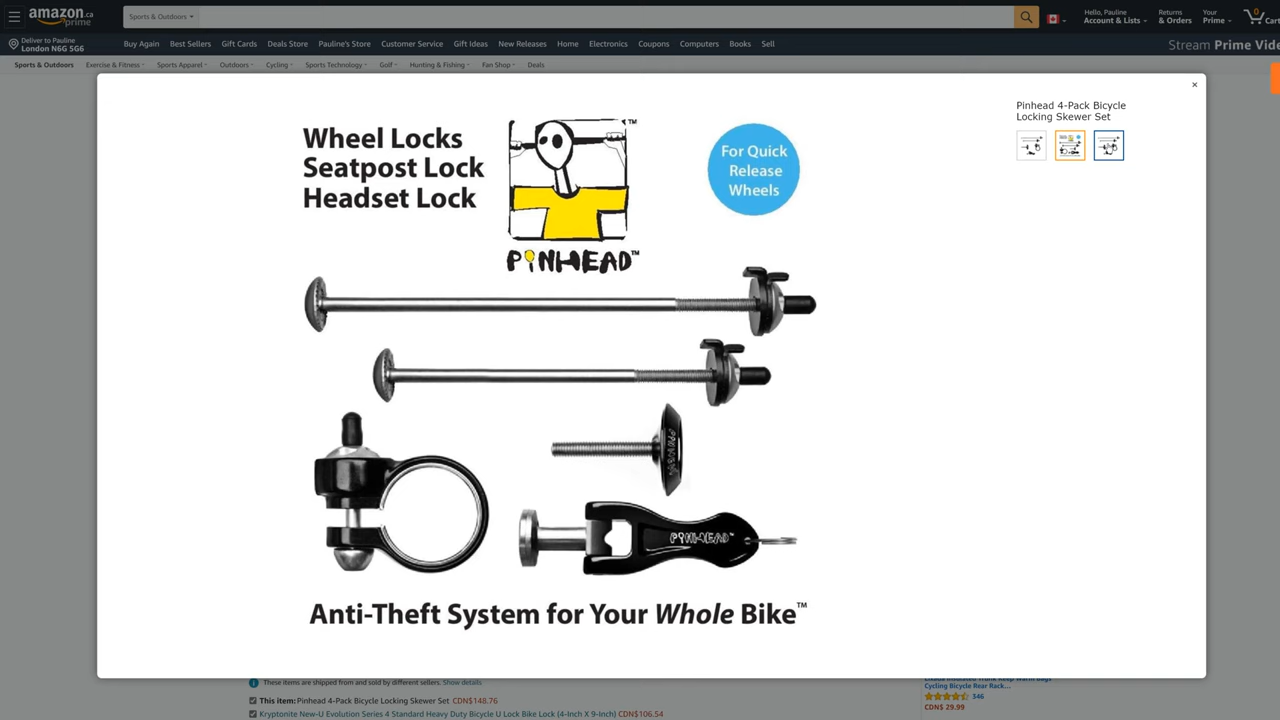 amazon.ca
prime
Sports & Outdoors
Hello, Pauline
Account & Lists
Returns
& Orders
Your
Prime
0
Cart
Deliver to Pauline
London N6G 5G6
Buy Again
Best Sellers
Gift Cards
Deals Store
Pauline's Store
Customer Service
Gift Ideas
New Releases
Home
Electronics
Coupons
Computers
Books
Sell
Stream Prime Vide
Sports & Outdoors
Exercise & Fitness
Sports Apparel
Outdoors
Cycling
Sports Technology
Golf
Hunting & Fishing
Fan Shop
Deals
×
Pinhead 4-Pack Bicycle
Locking Skewer Set
Wheel Locks
Seatpost Lock
Headset Lock
TM
PINHEAD™
For Quick
Release
Wheels
PINHEAD™
Anti-Theft System for Your Whole Bike™
These items are shipped from and sold by different sellers. Show details
This item: Pinhead 4-Pack Bicycle Locking Skewer Set CDN$148.76
Kryptonite New-U Evolution Series 4 Standard Heavy Duty Bicycle U Lock Bike Lock (4-Inch X 9-Inch) CDN$106.54
Cycling Bicycle Rear Rack...
346
CDN$ 29.99